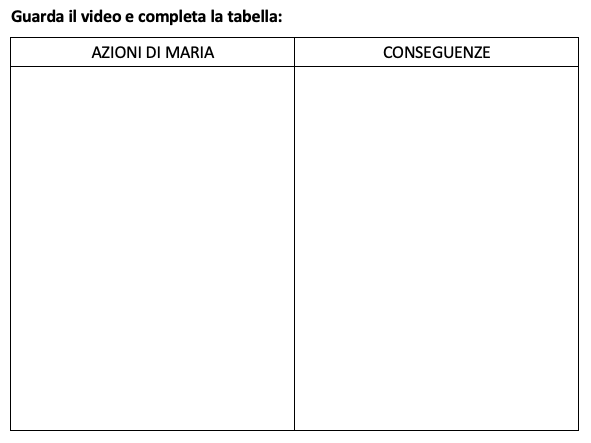 Guarda il video e completa la tabella:
AZIONI DI MARIA
CONSEGUENZE